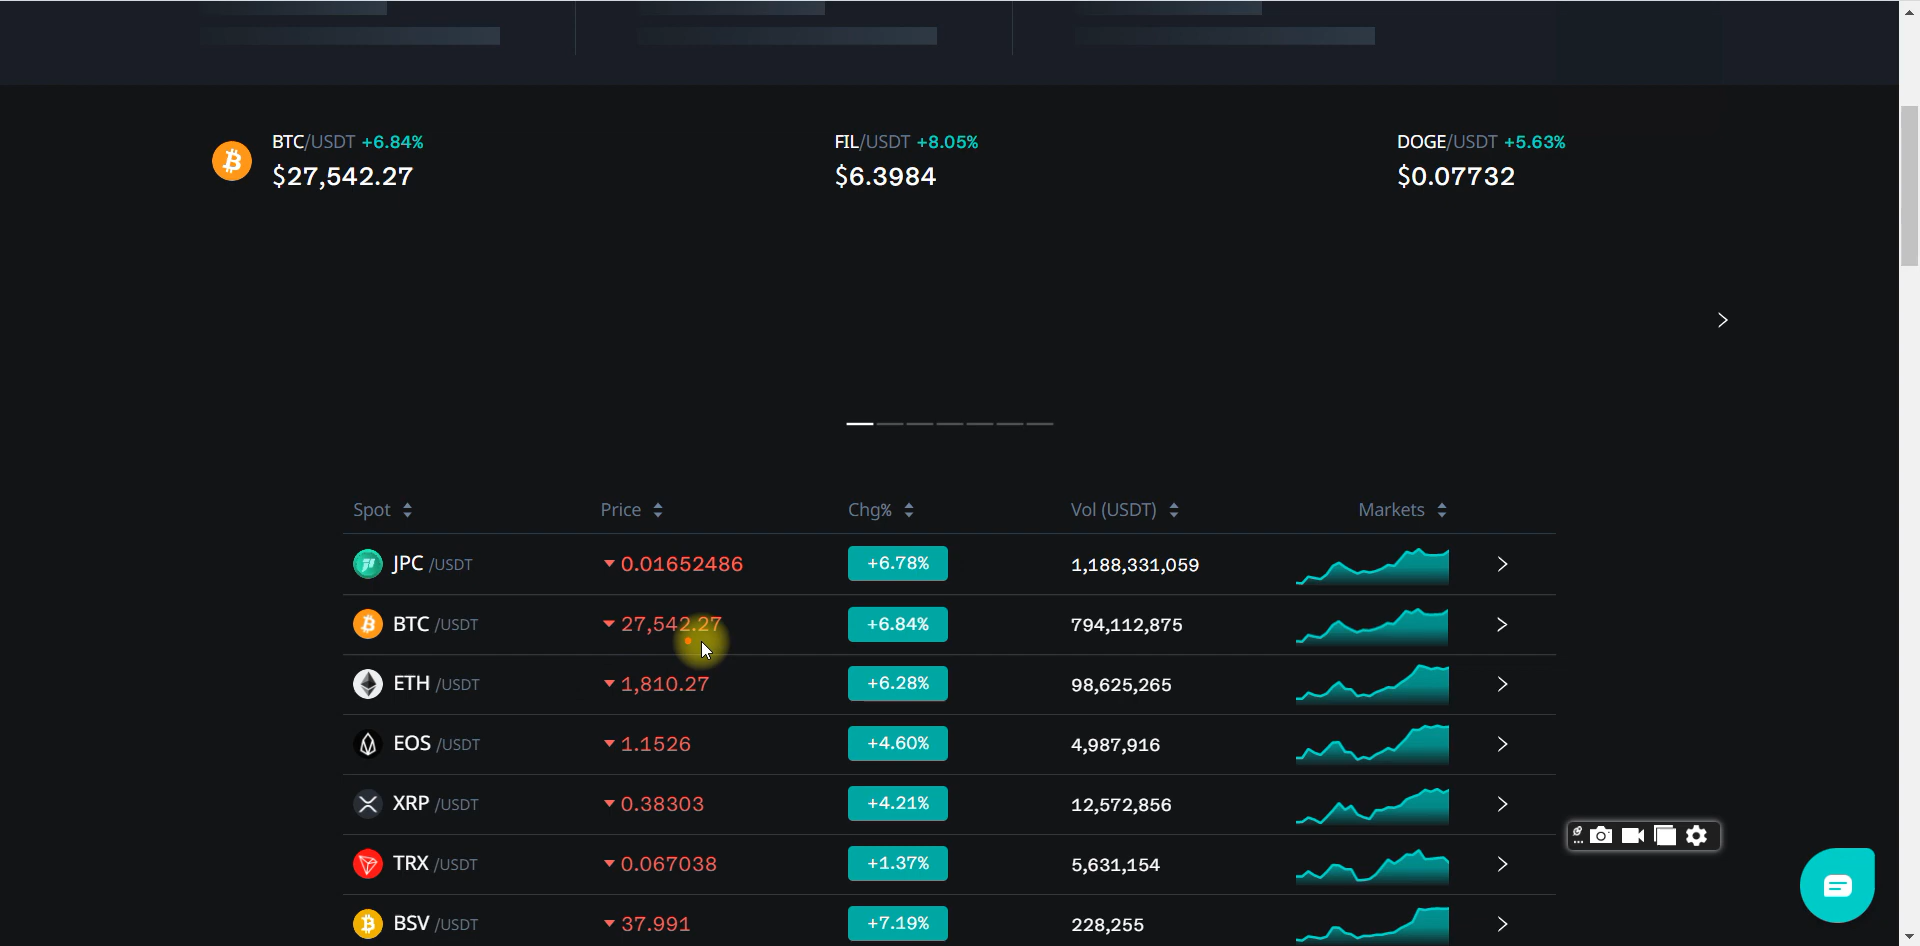 BTC/USDT +6.84%
$27,542.27
FIL/USDT +8.05%
$6.3984
DOGE/USDT +5.63%
$0.07732
Spot Price Chg% Vol (USDT) Markets
JPC /USDT 0.01652486 +6.78% 1,188,331,059
BTC /USDT 27,542.27 +6.84% 794,112,875
ETH /USDT 1,810.27 +6.28% 98,625,265
EOS /USDT 1.1526 +4.60% 4,987,916
XRP /USDT 0.38303 +4.21% 12,572,856
TRX /USDT 0.067038 +1.37% 5,631,154
BSV /USDT 37.991 +7.19% 228,255